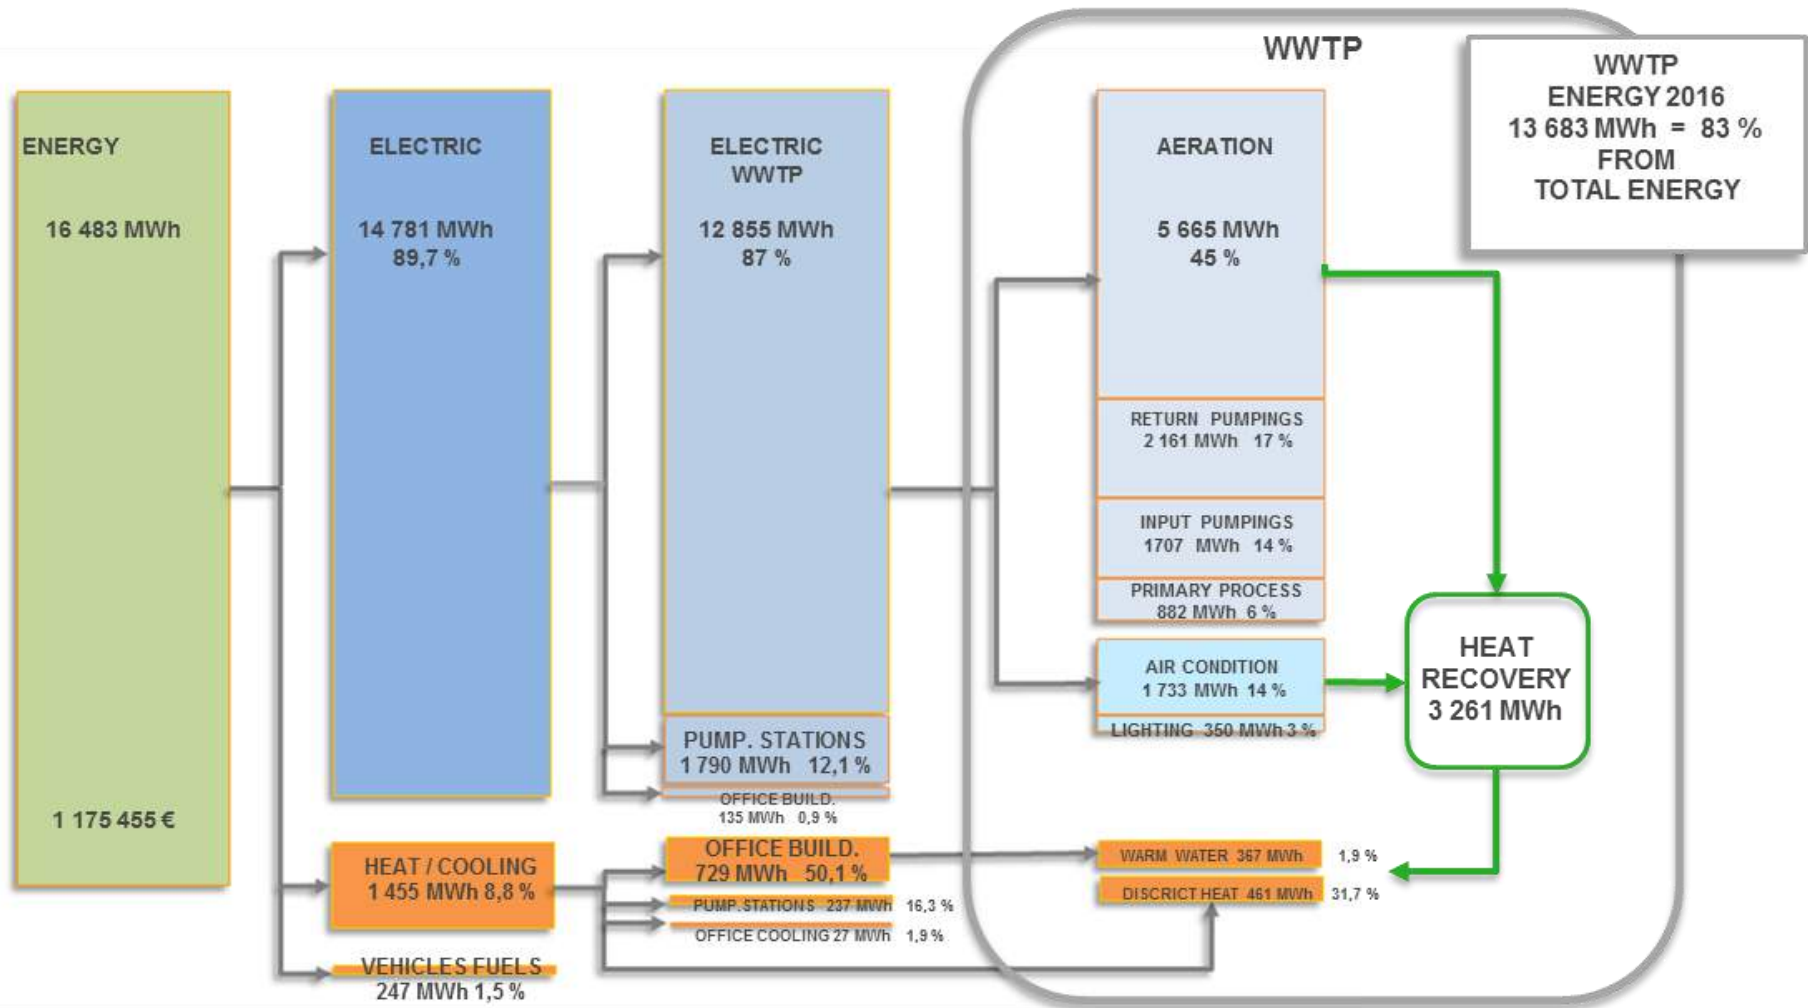 WWTP
WWTP
ENERGY 2016
13 683 MWh = 83 %
FROM
TOTAL ENERGY
ENERGY
16 483 MWh
1 175 455 €
ELECTRIC
14 781 MWh
89,7 %
HEAT / COOLING
1 455 MWh 8,8 %
VEHICLES FUELS
247 MWh 1,5 %
ELECTRIC
WWTP
12 855 MWh
87 %
PUMP. STATIONS
1 790 MWh 12,1 %
OFFICE BUILD.
135 MWh 0,9 %
OFFICE BUILD.
729 MWh 50,1 %
PUMP. STATIONS 237 MWh 16,3 %
OFFICE COOLING 27 MWh 1,9 %
AERATION
5 665 MWh
45 %
RETURN PUMPINGS
2 161 MWh 17 %
INPUT PUMPINGS
1707 MWh 14 %
PRIMARY PROCESS
882 MWh 6 %
AIR CONDITION
1 733 MWh 14 %
LIGHTING 350 MWh 3 %
WARM WATER 367 MWh 1,9 %
DISCRICT HEAT 461 MWh 31,7 %
HEAT
RECOVERY
3 261 MWh